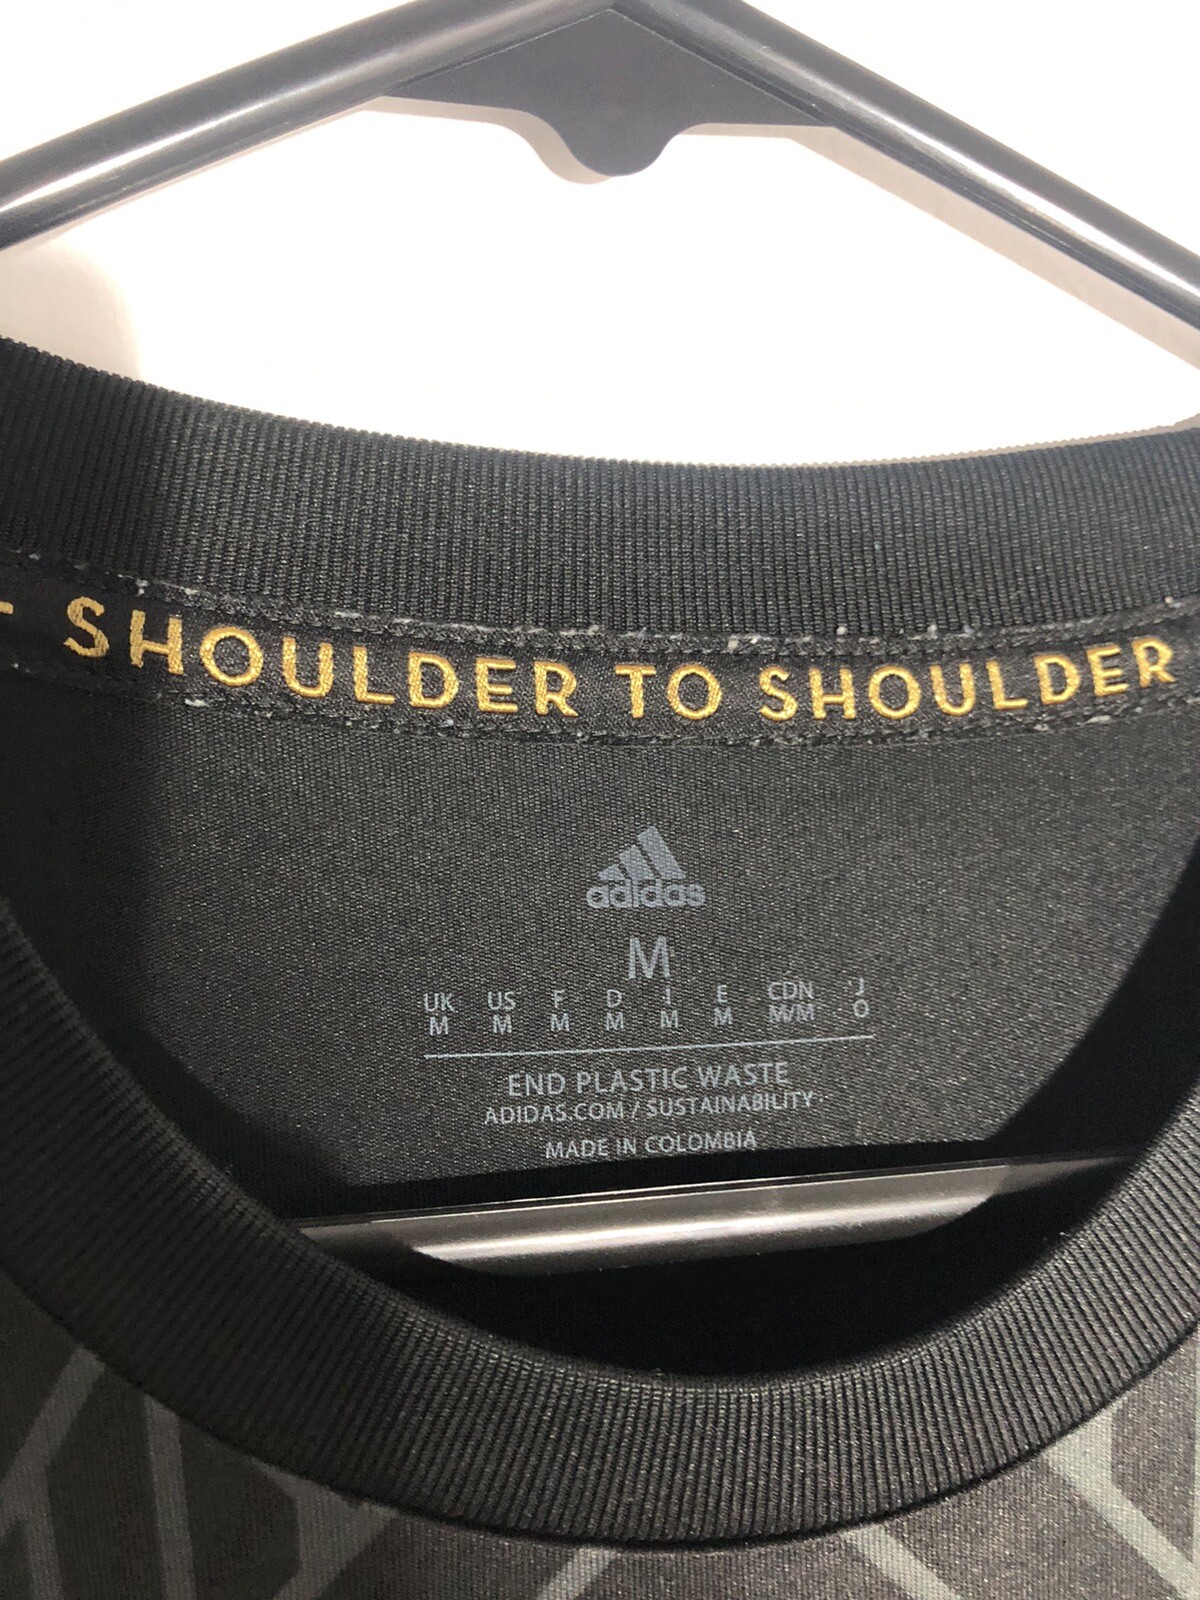 SHOULDER TO SHOULDER
adidas
M
UK US F D I E CDN J
M M M M M M M/M O
END PLASTIC WASTE
ADIDAS.COM / SUSTAINABILITY
MADE IN COLOMBIA